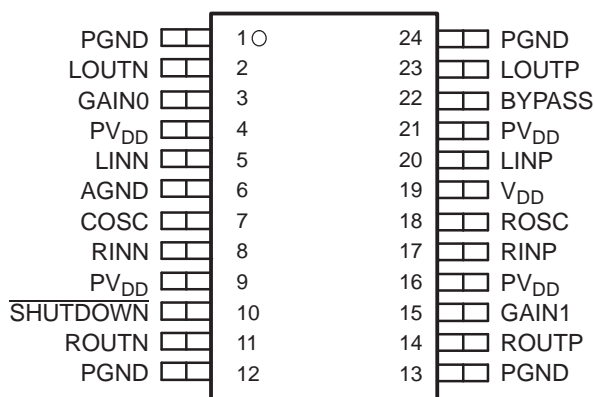 PGND 1 24 PGND
LOUTN 2 23 LOUTP
GAIN0 3 22 BYPASS
PVDD 4 21 PVDD
LINN 5 20 LINP
AGND 6 19 VDD
COSC 7 18 ROSC
RINN 8 17 RINP
PVDD 9 16 PVDD
SHUTDOWN 10 15 GAIN1
ROUTN 11 14 ROUTP
PGND 12 13 PGND